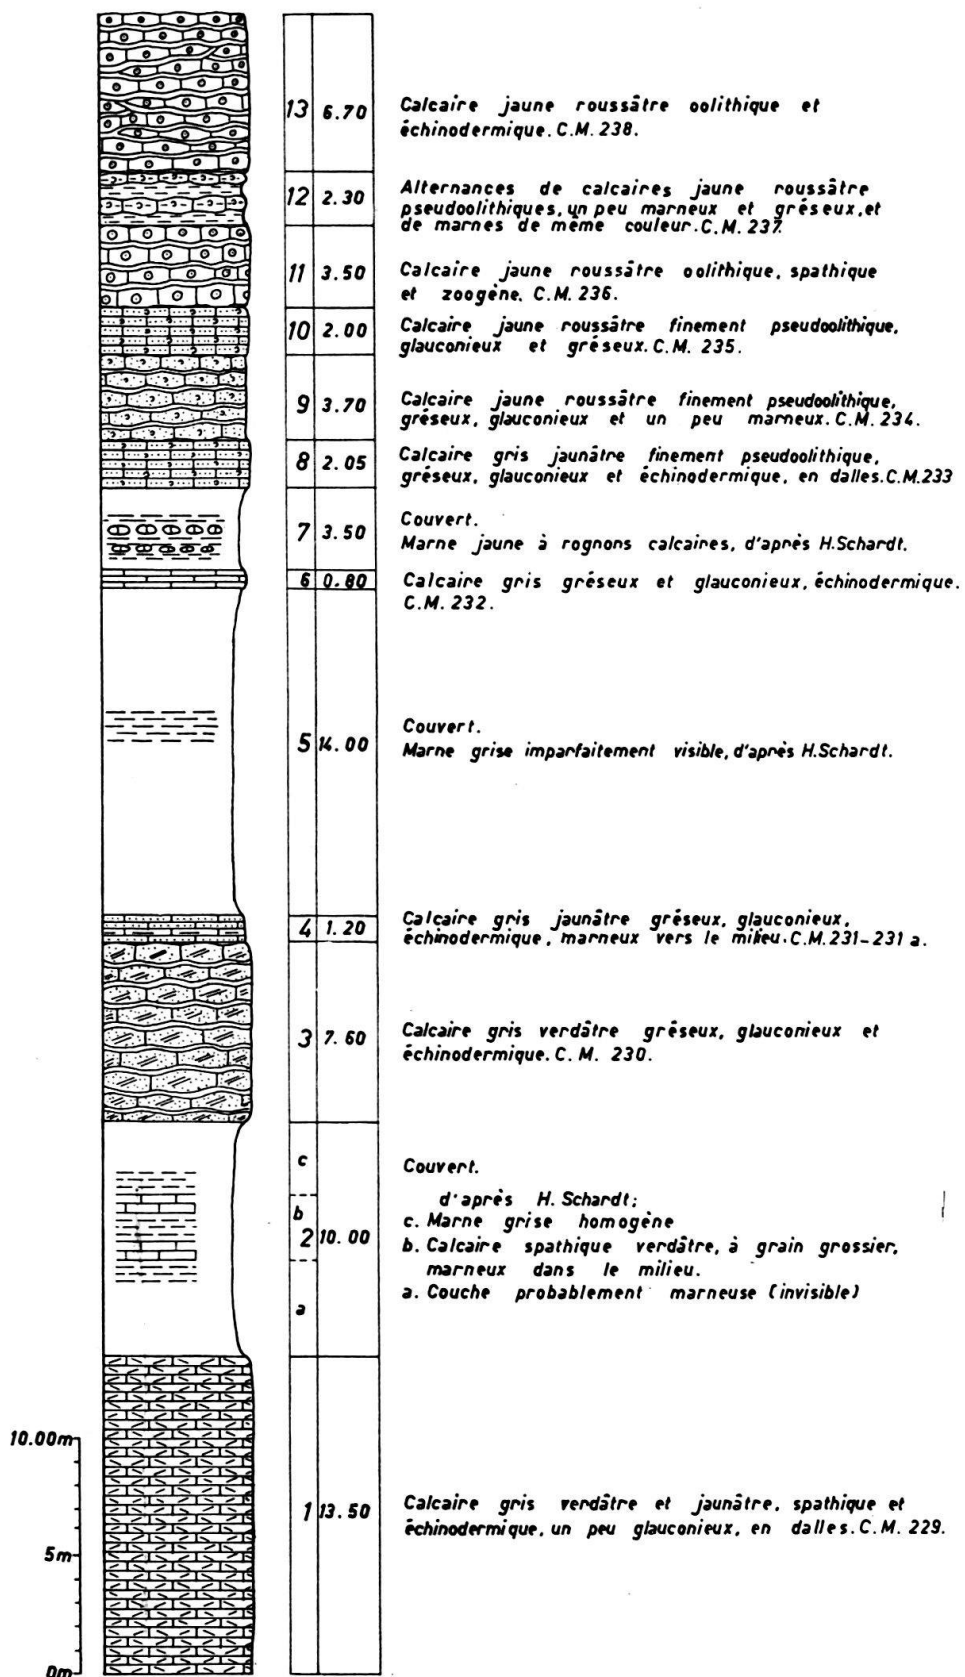 13 6.70 Calcaire jaune roussâtre oolithique et
échinodermique. C.M. 238.
12 2.30 Alternances de calcaires jaune roussâtre
pseudoolithiques, un peu marneux et gréseux, et
de marnes de même couleur. C.M. 237.
11 3.50 Calcaire jaune roussâtre oolithique, spathique
et zoogène. C.M. 236.
10 2.00 Calcaire jaune roussâtre finement pseudoolithique,
glauconieux et gréseux. C.M. 235.
9 3.70 Calcaire jaune roussâtre finement pseudoolithique,
gréseux, glauconieux et un peu marneux. C.M. 234.
8 2.05 Calcaire gris jaunâtre finement pseudoolithique,
gréseux, glauconieux et échinodermique, en dalles. C.M. 233
7 3.50 Couvert.
Marne jaune à rognons calcaires, d'après H. Schardt.
6 0.80 Calcaire gris gréseux et glauconieux, échinodermique.
C.M. 232.
5 14.00 Couvert.
Marne grise imparfaitement visible, d'après H. Schardt.
4 1.20 Calcaire gris jaunâtre gréseux, glauconieux,
échinodermique, marneux vers le milieu. C.M. 231-231 a.
3 7.60 Calcaire gris verdâtre gréseux, glauconieux et
échinodermique. C. M. 230.
c
Couvert.
d'après H. Schardt;
b
c. Marne grise homogène
2 10.00 b. Calcaire spathique verdâtre, à grain grossier,
marneux dans le milieu.
a
a. Couche probablement marneuse (invisible)
10.00m
1 13.50 Calcaire gris verdâtre et jaunâtre, spathique et
échinodermique, un peu glauconieux, en dalles. C. M. 229.
5m
0m